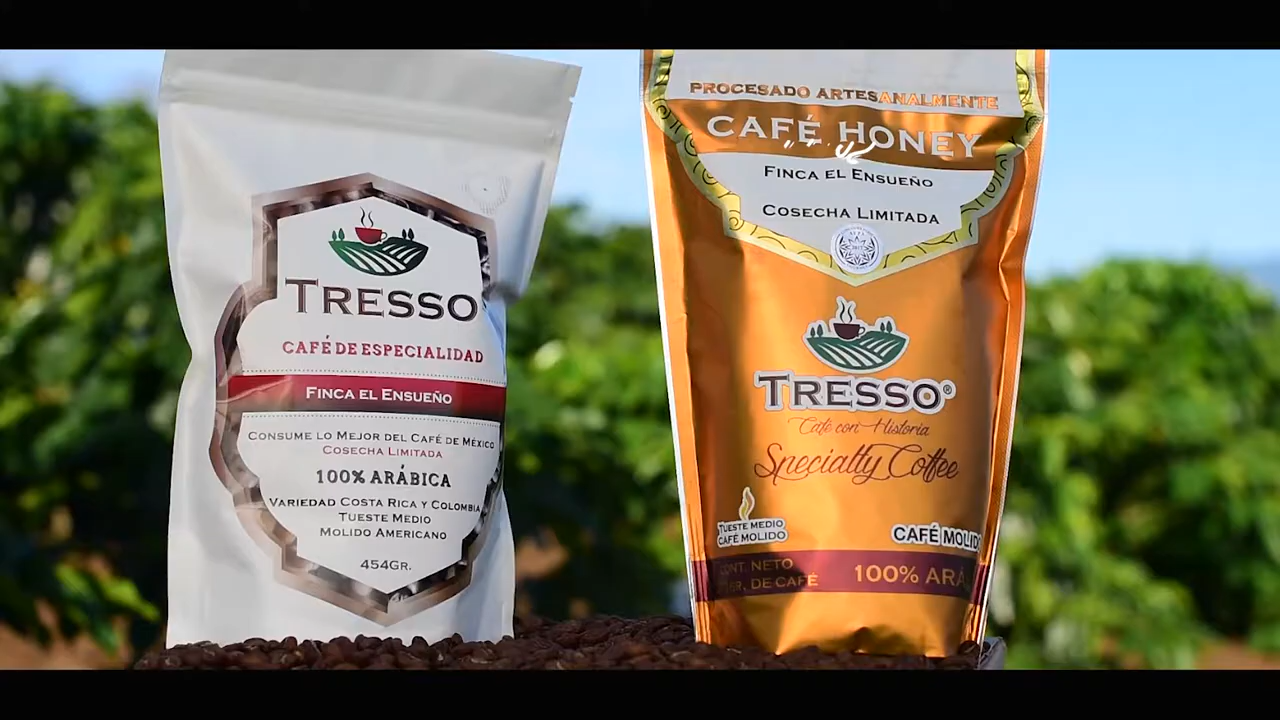 TRESSO
CAFÉ DE ESPECIALIDAD
FINCA EL ENSUEÑO
CONSUME LO MEJOR DEL CAFÉ DE MÉXICO
COSECHA LIMITADA
100% ARÁBICA
VARIEDAD COSTA RICA Y COLOMBIA
TUESTE MEDIO
MOLIDO AMERICANO
454GR.
PROCESADO ARTESANALMENTE
CAFÉ HONEY
FINCA EL ENSUEÑO
COSECHA LIMITADA
TRESSO®
Café con Historia
Specialty Coffee
TUESTE MEDIO
CAFÉ MOLIDO
CAFÉ MOLID
CONT. NETO
GR. DE CAFÉ
100% ARÁ